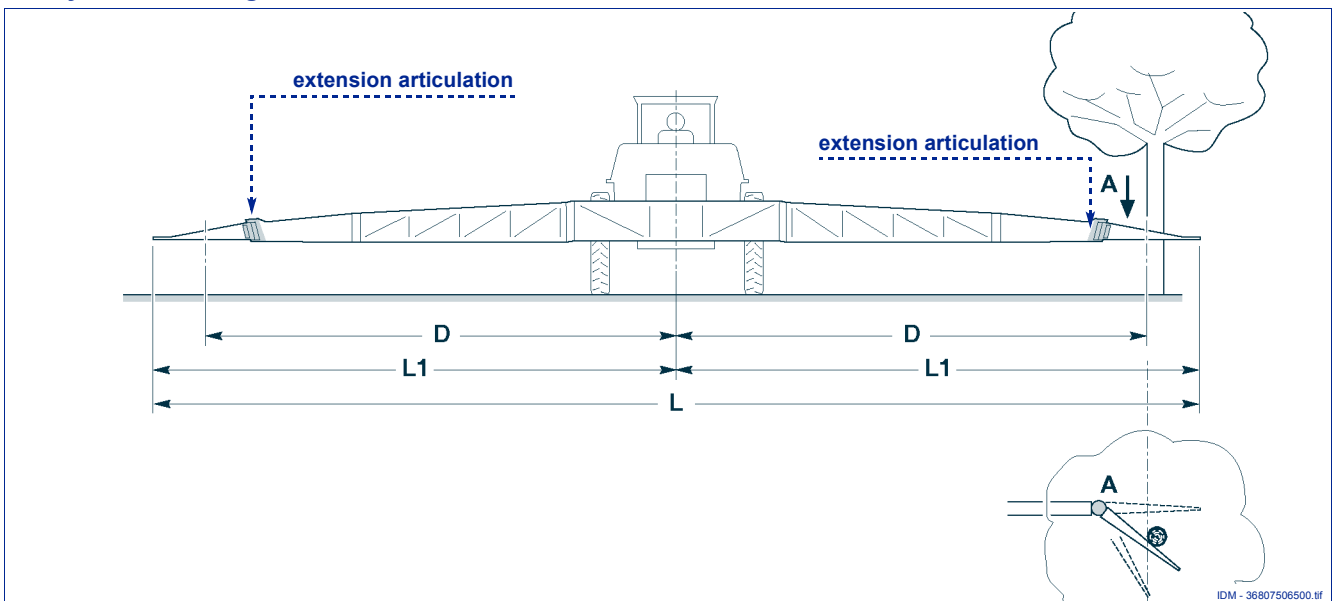 extension articulation
extension articulation
A
D
D
L1
L1
L
A
IDM - 36807506500.tif